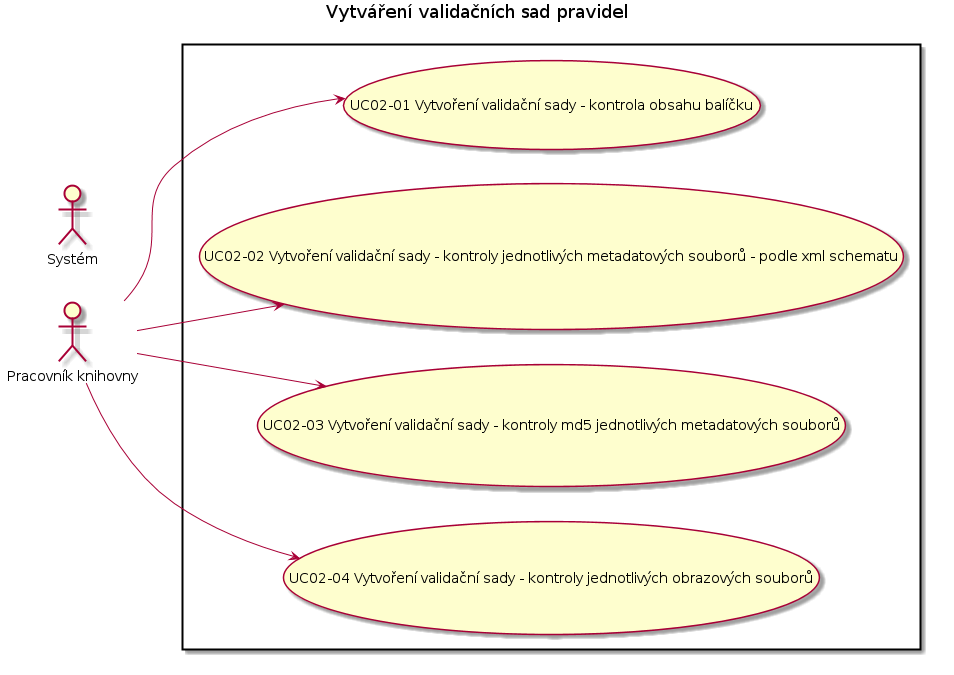 Vytváření validačních sad pravidel
UC02-01 Vytvoření validační sady - kontrola obsahu balíčku
UC02-02 Vytvoření validační sady - kontroly jednotlivých metadatových souborů - podle xml schematu
Systém
Pracovník knihovny
UC02-03 Vytvoření validační sady - kontroly md5 jednotlivých metadatových souborů
UC02-04 Vytvoření validační sady - kontroly jednotlivých obrazových souborů